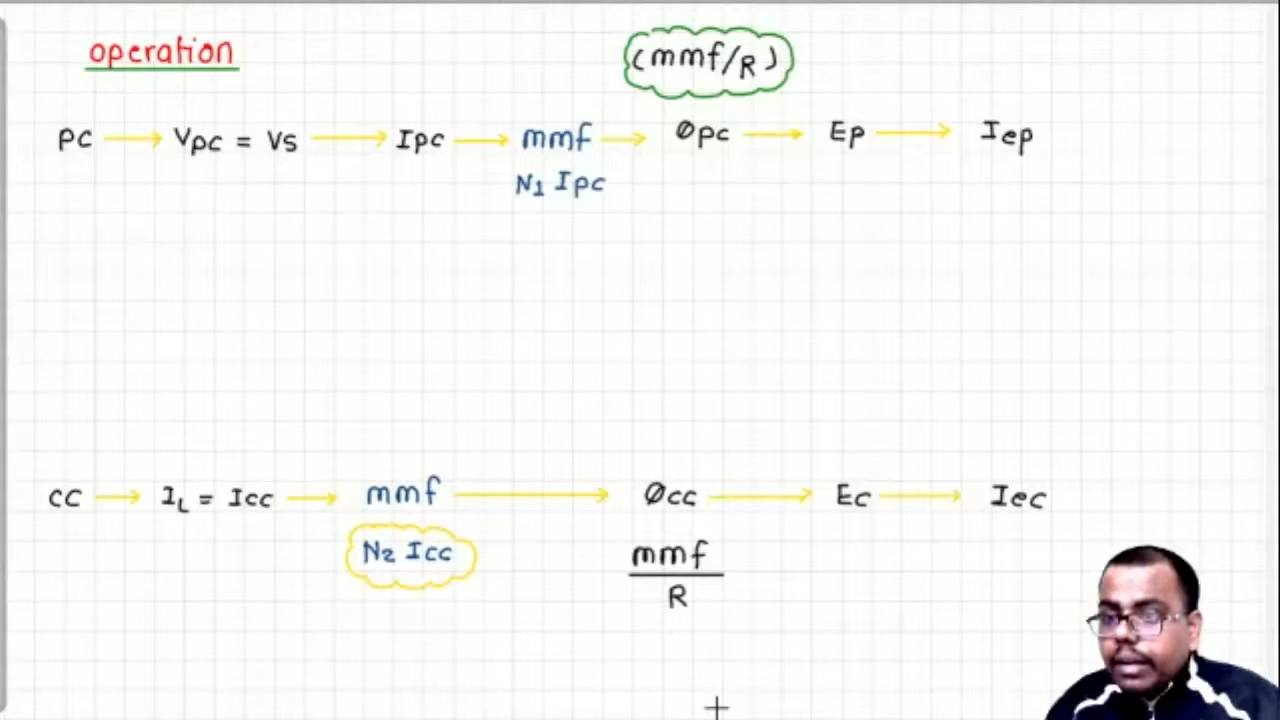 operation
(mmf/R)
PC → VPC = VS → IPC → mmf → ØPC → EP → Iep
N1 IPC
CC → IL = ICC → mmf → ØCC → EC → Iec
N2 ICC
mmf
R